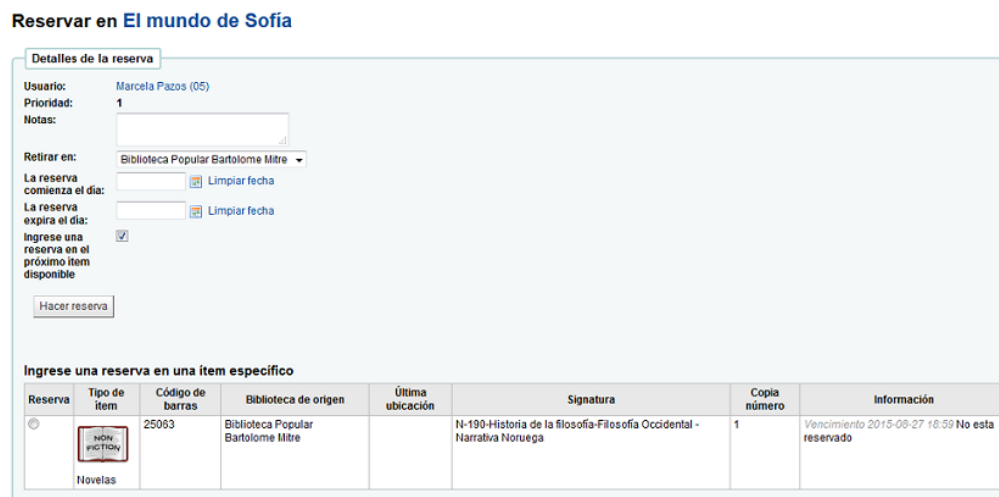 Reservar en El mundo de Sofía
Detalles de la reserva
Usuario: Marcela Pazos (05)
Prioridad: 1
Notas:
Retirar en: Biblioteca Popular Bartolome Mitre
La reserva
comienza el día: Limpiar fecha
La reserva
expira el día: Limpiar fecha
Ingrese una
reserva en el
próximo ítem
disponible
Hacer reserva
Ingrese una reserva en una ítem específico
Reserva Tipo de ítem Código de barras Biblioteca de origen Última ubicación Signatura Copia número Información
25063 Biblioteca Popular Bartolome Mitre N-190-Historia de la filosofía-Filosofía Occidental - Narrativa Noruega 1 Vencimiento 2015-08-27 18:59 No esta reservado
NON
FICTION
Novelas